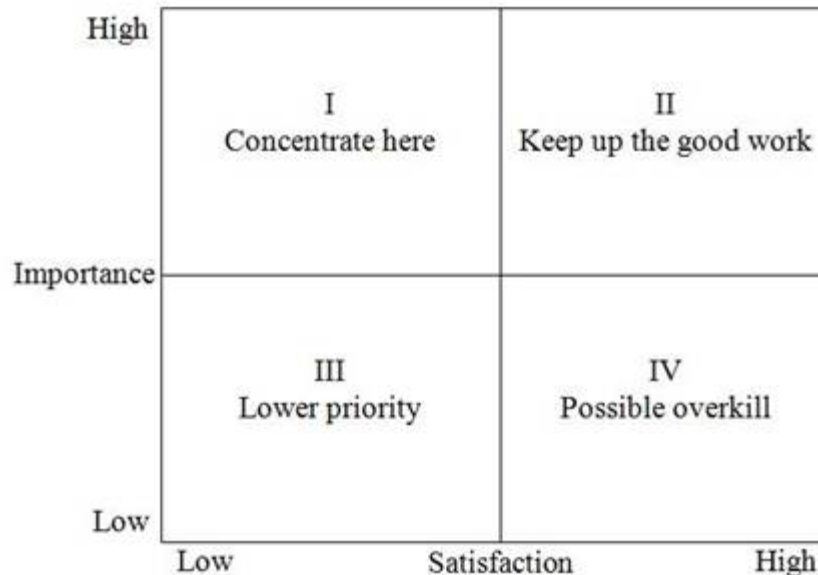 High
I
II
Concentrate here
Keep up the good work
Importance
III
IV
Lower priority
Possible overkill
Low
Low
Satisfaction
High